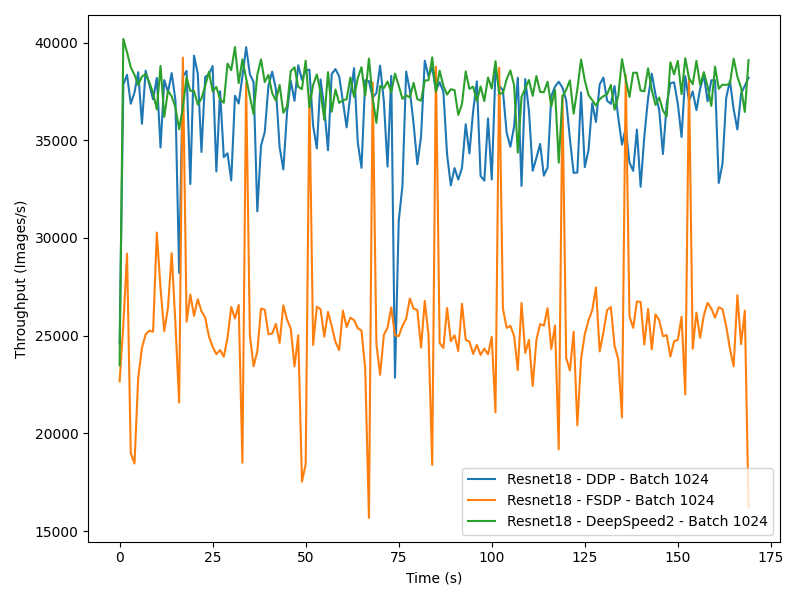 40000
35000
30000
25000
20000
15000
Throughput (Images/s)
Resnet18 - DDP - Batch 1024
Resnet18 - FSDP - Batch 1024
Resnet18 - DeepSpeed2 - Batch 1024
0 25 50 75 100 125 150 175
Time (s)